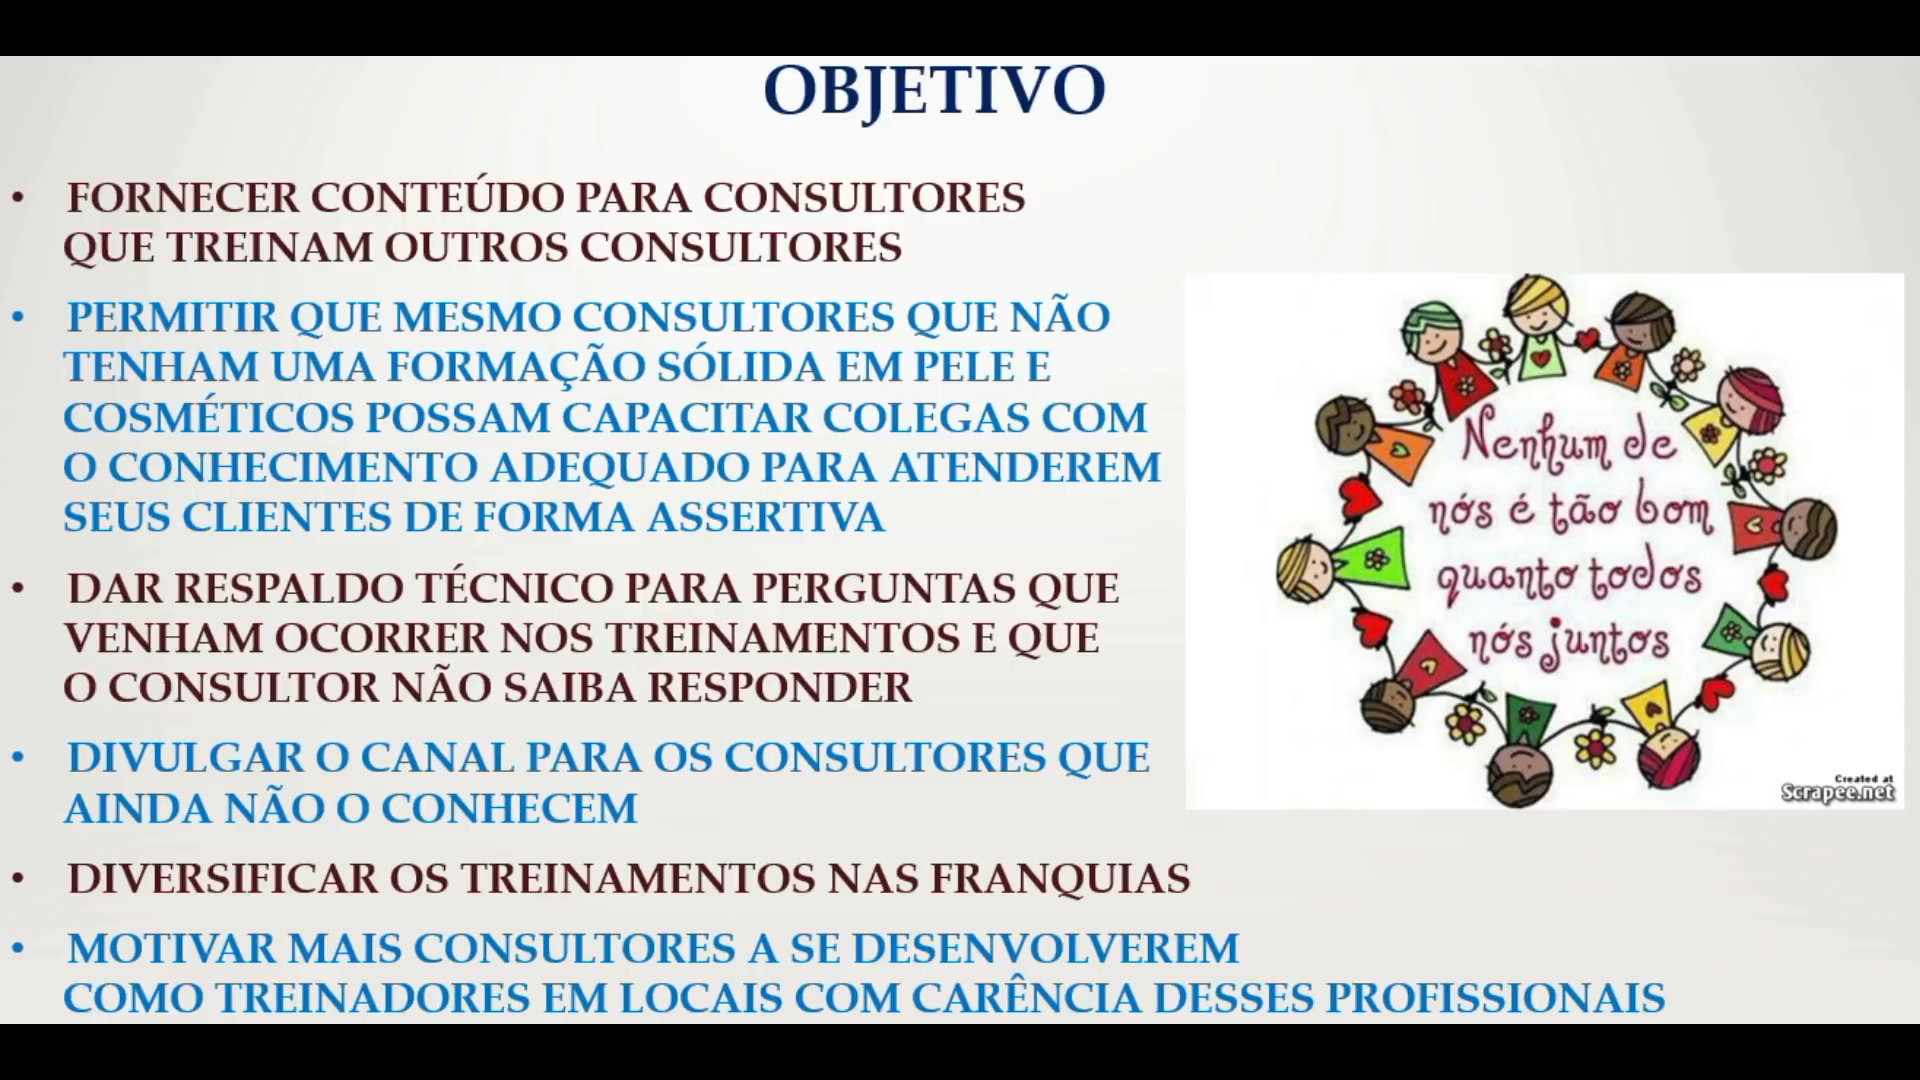 OBJETIVO
• FORNECER CONTEÚDO PARA CONSULTORES
QUE TREINAM OUTROS CONSULTORES
• PERMITIR QUE MESMO CONSULTORES QUE NÃO
TENHAM UMA FORMAÇÃO SÓLIDA EM PELE E
COSMÉTICOS POSSAM CAPACITAR COLEGAS COM
O CONHECIMENTO ADEQUADO PARA ATENDEREM
SEUS CLIENTES DE FORMA ASSERTIVA
• DAR RESPALDO TÉCNICO PARA PERGUNTAS QUE
VENHAM OCORRER NOS TREINAMENTOS E QUE
O CONSULTOR NÃO SAIBA RESPONDER
• DIVULGAR O CANAL PARA OS CONSULTORES QUE
AINDA NÃO O CONHECEM
• DIVERSIFICAR OS TREINAMENTOS NAS FRANQUIAS
• MOTIVAR MAIS CONSULTORES A SE DESENVOLVEREM
COMO TREINADORES EM LOCAIS COM CARÊNCIA DESSES PROFISSIONAIS
Nenhum de
nós é tão bom
quanto todos
nós juntos
Created at
Scrapee.net